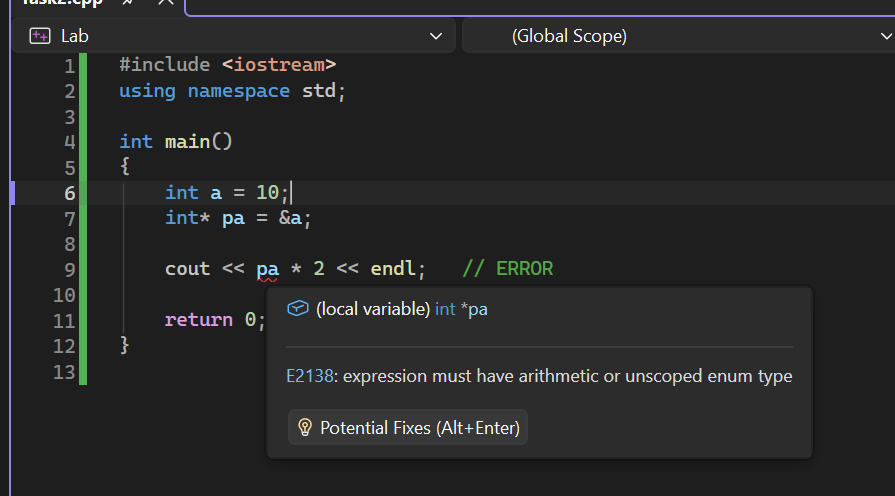 Task2.cpp
Lab (Global Scope)
1 #include <iostream>
2 using namespace std;
3
4 int main()
5 {
6 int a = 10;
7 int* pa = &a;
8
9 cout << pa * 2 << endl; // ERROR
10
11 return 0;
12 }
13
(local variable) int *pa
E2138: expression must have arithmetic or unscoped enum type
Potential Fixes (Alt+Enter)